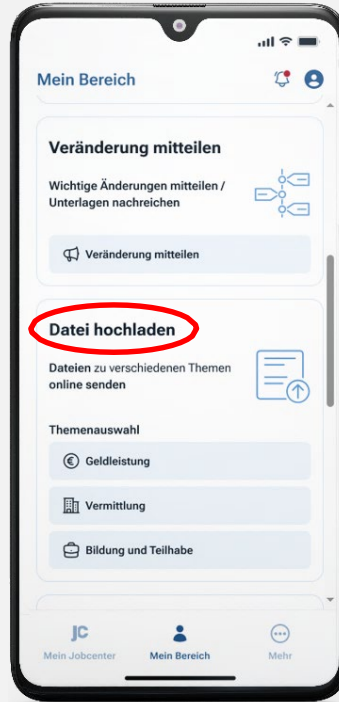 Mein Bereich
Veränderung mitteilen
Wichtige Änderungen mitteilen /
Unterlagen nachreichen
Veränderung mitteilen
Datei hochladen
Dateien zu verschiedenen Themen
online senden
Themenauswahl
Geldleistung
Vermittlung
Bildung und Teilhabe
JC
Mein Jobcenter
Mein Bereich
Mehr